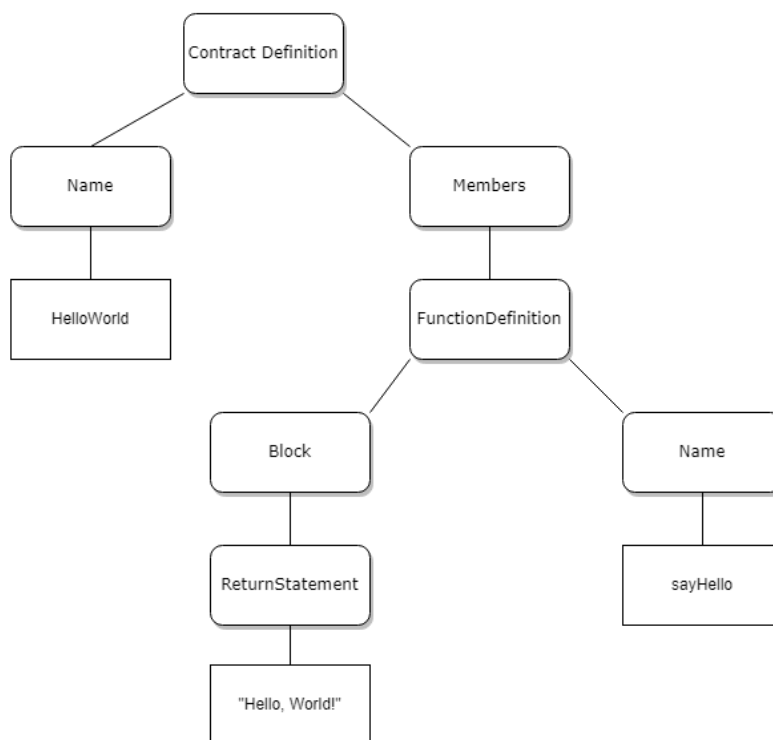 Contract Definition
Name
Members
HelloWorld
FunctionDefinition
Block
Name
ReturnStatement
sayHello
"Hello, World!"